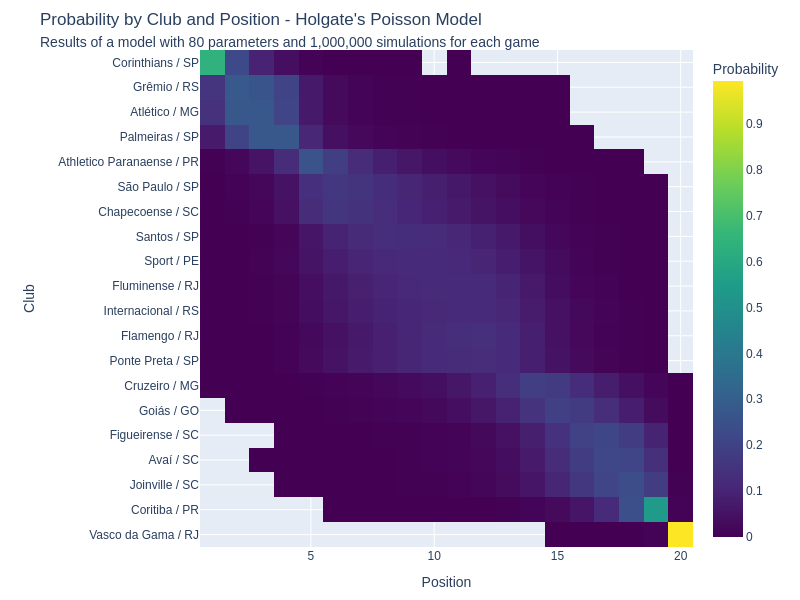 Probability by Club and Position - Holgate's Poisson Model
Results of a model with 80 parameters and 1,000,000 simulations for each game
Probability
Club
Corinthians / SP
Grêmio / RS
Atlético / MG
Palmeiras / SP
Athletico Paranaense / PR
São Paulo / SP
Chapecoense / SC
Santos / SP
Sport / PE
Fluminense / RJ
Internacional / RS
Flamengo / RJ
Ponte Preta / SP
Cruzeiro / MG
Goiás / GO
Figueirense / SC
Avaí / SC
Joinville / SC
Coritiba / PR
Vasco da Gama / RJ
0.9
0.8
0.7
0.6
0.5
0.4
0.3
0.2
0.1
0
5 10 15 20
Position